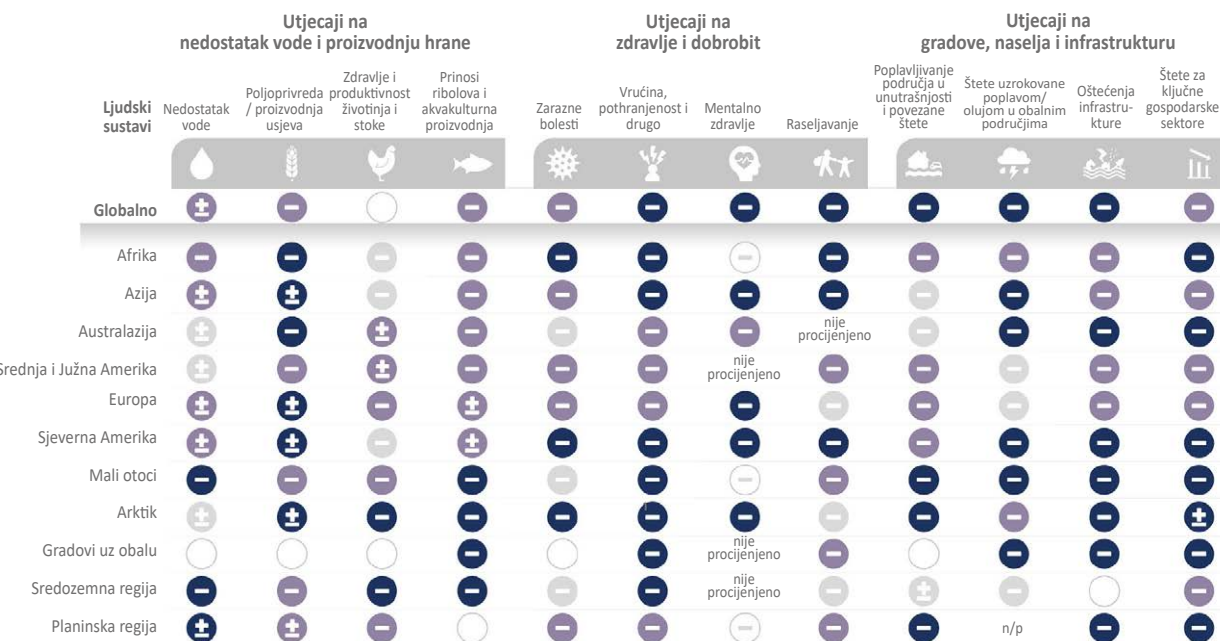 Utjecaji na
nedostatak vode i proizvodnju hrane
Utjecaji na
zdravlje i dobrobit
Utjecaji na
gradove, naselja i infrastrukturu
Ljudski
sustavi
Nedostatak
vode
Poljoprivreda
/ proizvodnja
usjeva
Zdravlje i
produktivnost
životinja i
stoke
Prinosi
ribolova i
akvakulturna
proizvodnja
Zarazne
bolesti
Vrućina,
pothranjenost i
drugo
Mentalno
zdravlje
Raseljavanje
Poplavljivanje
područja u
unutrašnjosti
i povezane
štete
Štete uzrokovane
poplavom/
olujom u obalnim
područjima
Oštećenja
infrastru-
kture
Štete za
ključne
gospodarske
sektore
Globalno
Afrika
Azija
Australazija
nije
procijenjeno
Srednja i Južna Amerika
nije
procijenjeno
Europa
Sjeverna Amerika
Mali otoci
Arktik
Gradovi uz obalu
nije
procijenjeno
Sredozemna regija
nije
procijenjeno
Planinska regija
n/p